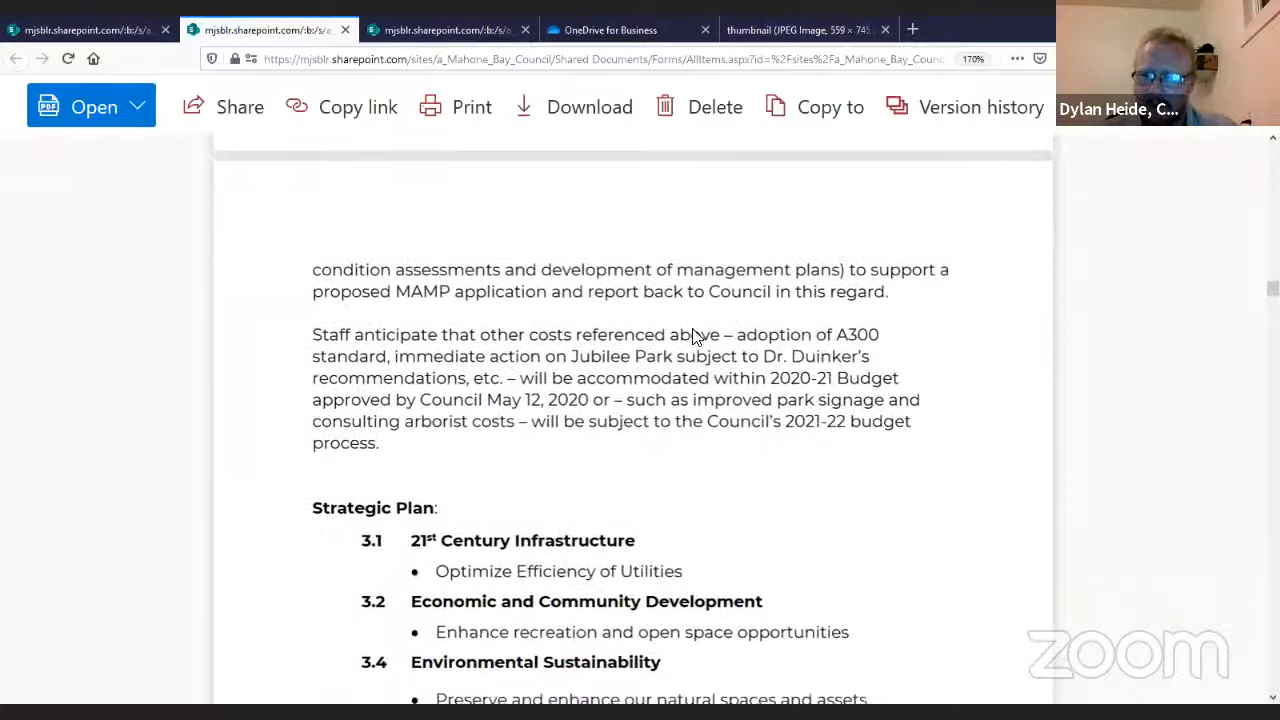 mjsblr.sharepoint.com/:b:/s/a
mjsblr.sharepoint.com/:b:/s/a
mjsblr.sharepoint.com/:b:/s/a
OneDrive for Business
thumbnail (JPEG Image, 559 × 745
https://mjsblr.sharepoint.com/sites/a_Mahone_Bay_Council/Shared Documents/Forms/AllItems.aspx?id=%2Fsites%2Fa_Mahone_Bay_Counc
170%
PDF Open
Share
Copy link
Print
Download
Delete
Copy to
Version history
Dylan Heide, C...
condition assessments and development of management plans) to support a
proposed MAMP application and report back to Council in this regard.
Staff anticipate that other costs referenced above – adoption of A300
standard, immediate action on Jubilee Park subject to Dr. Duinker’s
recommendations, etc. – will be accommodated within 2020-21 Budget
approved by Council May 12, 2020 or – such as improved park signage and
consulting arborist costs – will be subject to the Council’s 2021-22 budget
process.
Strategic Plan:
3.1 21st Century Infrastructure
• Optimize Efficiency of Utilities
3.2 Economic and Community Development
• Enhance recreation and open space opportunities
3.4 Environmental Sustainability
• Preserve and enhance our natural spaces and assets
zoom